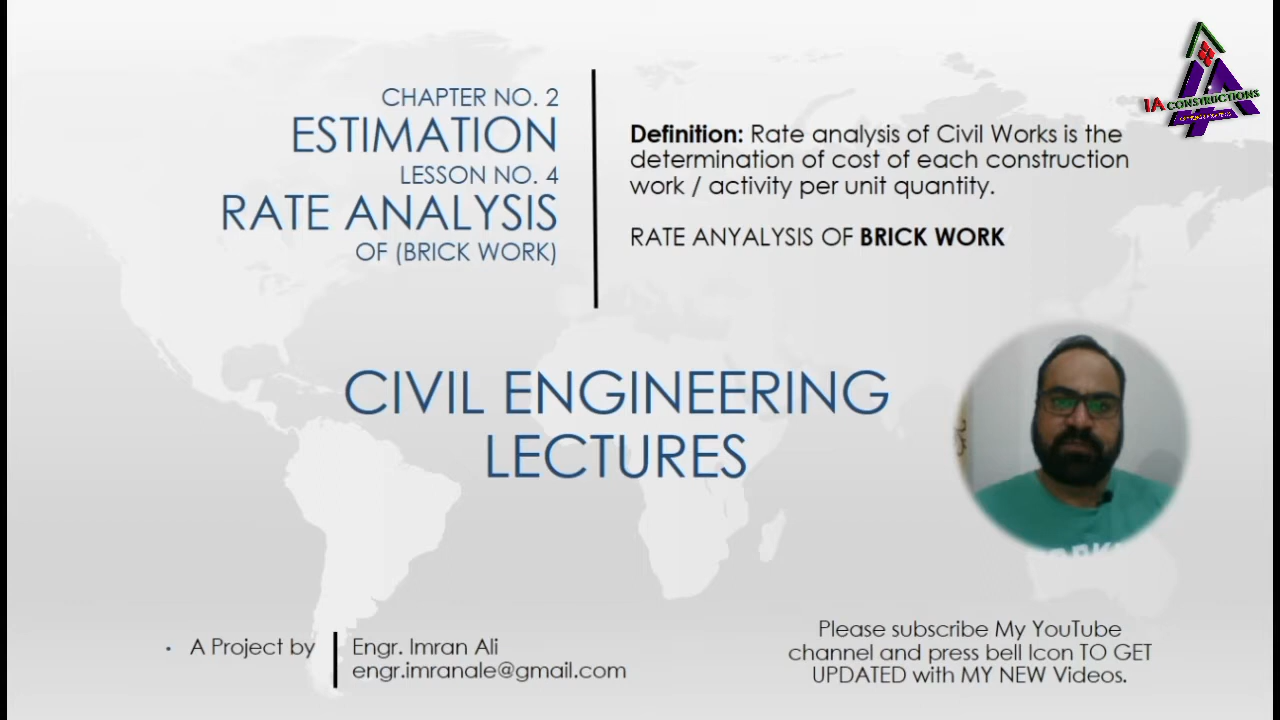 CHAPTER NO. 2
ESTIMATION
LESSON NO. 4
RATE ANALYSIS
OF (BRICK WORK)
Definition: Rate analysis of Civil Works is the
determination of cost of each construction
work / activity per unit quantity.
RATE ANYALYSIS OF BRICK WORK
IA CONSTRUCTIONS
CIVIL ENGINEERING
LECTURES
• A Project by
Engr. Imran Ali
engr.imranale@gmail.com
Please subscribe My YouTube
channel and press bell Icon TO GET
UPDATED with MY NEW Videos.